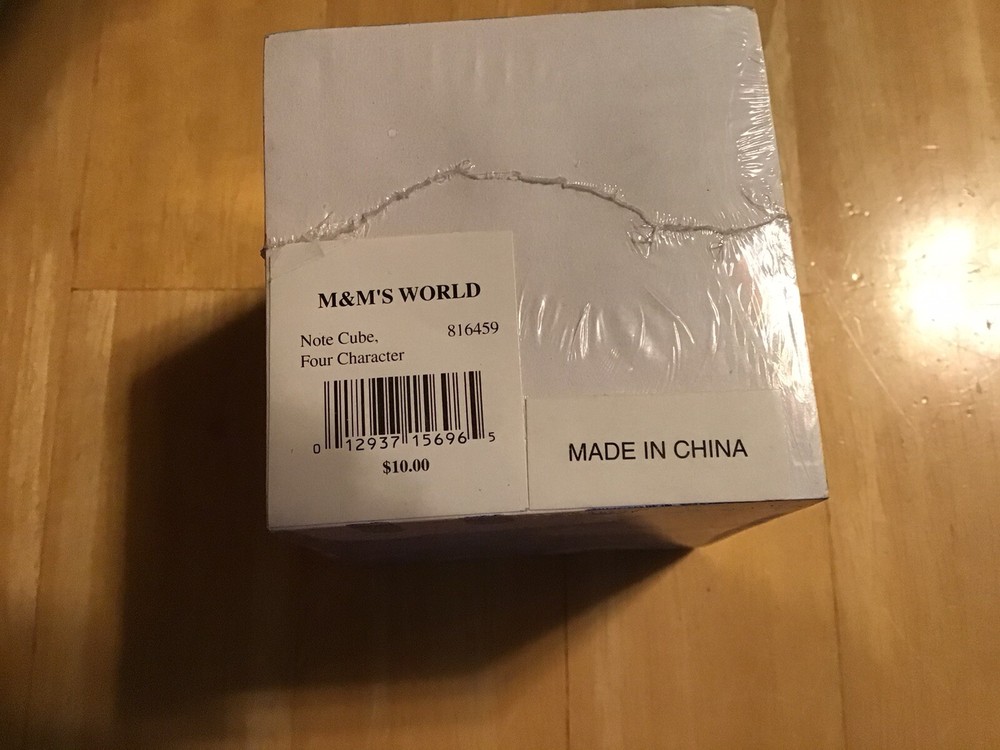 M&M'S WORLD
Note Cube, 816459
Four Character
0 12937 15696 5
$10.00
MADE IN CHINA